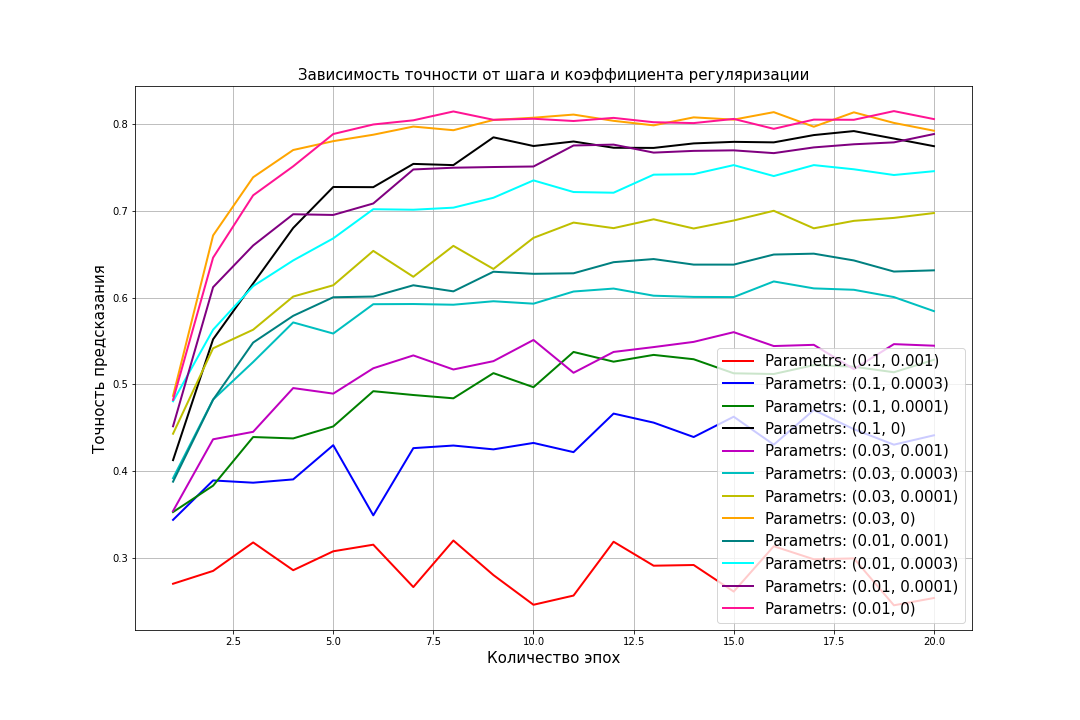 Зависимость точности от шага и коэффициента регуляризации
Точность предсказания
0.8
0.7
0.6
0.5
0.4
0.3
Parametrs: (0.1, 0.001)
Parametrs: (0.1, 0.0003)
Parametrs: (0.1, 0.0001)
Parametrs: (0.1, 0)
Parametrs: (0.03, 0.001)
Parametrs: (0.03, 0.0003)
Parametrs: (0.03, 0.0001)
Parametrs: (0.03, 0)
Parametrs: (0.01, 0.001)
Parametrs: (0.01, 0.0003)
Parametrs: (0.01, 0.0001)
Parametrs: (0.01, 0)
2.5 5.0 7.5 10.0 12.5 15.0 17.5 20.0
Количество эпох